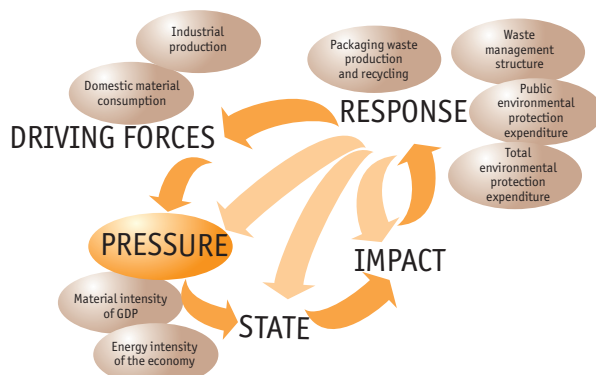 Industrial
production
Domestic material
consumption
DRIVING FORCES
Packaging waste
production
and recycling
Waste
management
structure
RESPONSE
Public
environmental
protection
expenditure
Total
environmental
protection
expenditure
PRESSURE
IMPACT
Material intensity
of GDP
STATE
Energy intensity
of the economy